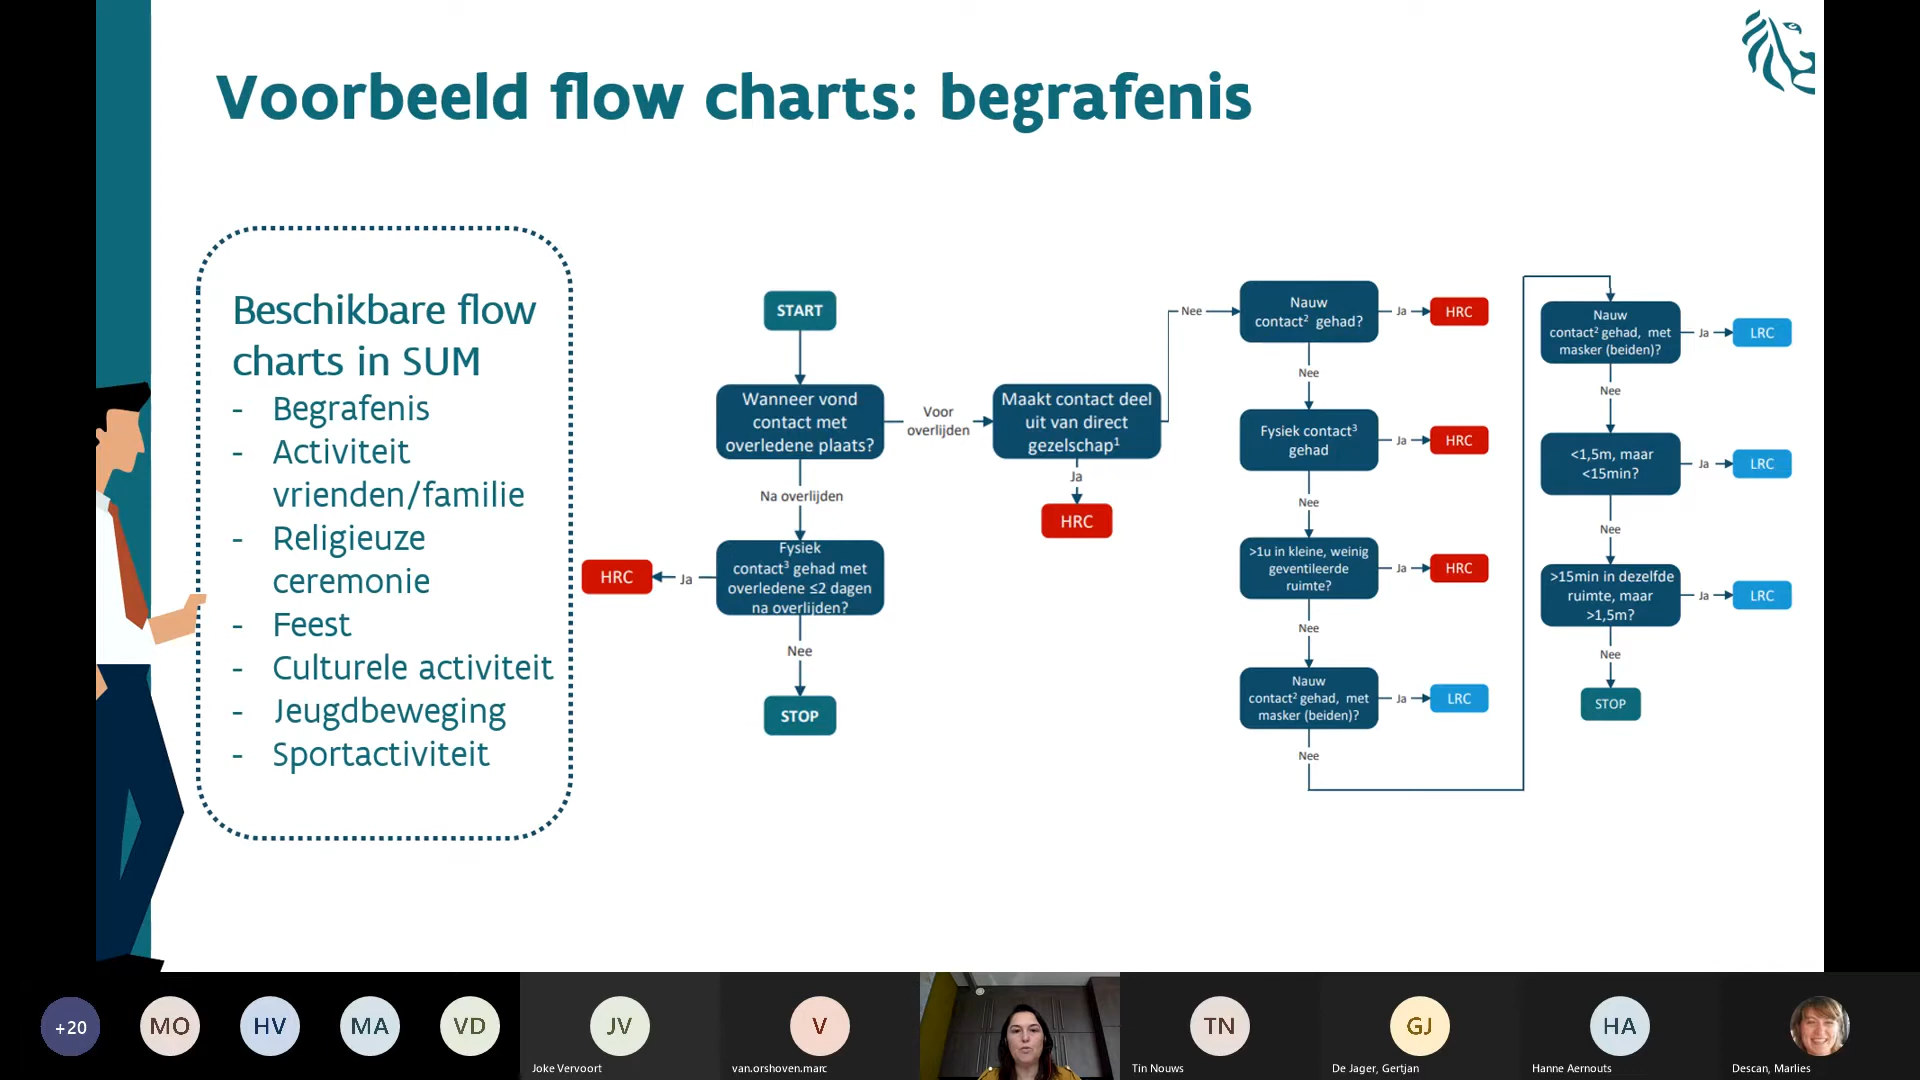 Voorbeeld flow charts: begrafenis
Beschikbare flow
charts in SUM
- Begrafenis
- Activiteit
vrienden/familie
- Religieuze
ceremonie
- Feest
- Culturele activiteit
- Jeugdbeweging
- Sportactiviteit
START
Wanneer vond
contact met
overledene plaats?
Voor
overlijden
Na overlijden
Fysiek
contact³ gehad met
overledene ≤2 dagen
na overlijden?
Ja
HRC
Nee
STOP
Maakt contact deel
uit van direct
gezelschap¹
Ja
HRC
Nee
Nauw
contact² gehad?
Ja
HRC
Nee
Fysiek contact³
gehad
Ja
HRC
Nee
>1u in kleine, weinig
geventileerde
ruimte?
Ja
HRC
Nee
Nauw
contact² gehad, met
masker (beiden)?
Ja
LRC
Nee
Nauw
contact² gehad, met
masker (beiden)?
Ja
LRC
Nee
<1,5m, maar
<15min?
Ja
LRC
Nee
>15min in dezelfde
ruimte, maar
>1,5m?
Ja
LRC
Nee
STOP
+20
MO
HV
MA
VD
JV
Joke Vervoort
V
van.orshoven.marc
TN
Tin Nouws
GJ
De Jager, Gertjan
HA
Hanne Aernouts
Descan, Marlies